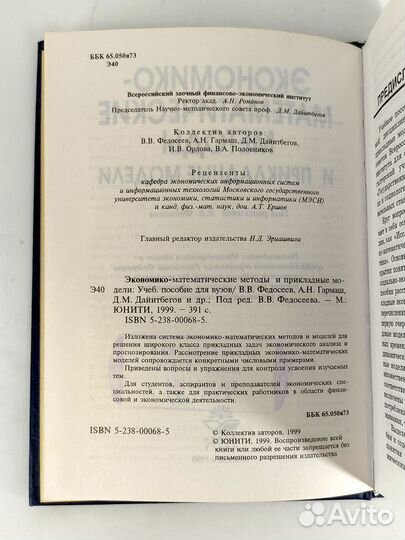 ББК 65.050я73
Э40
Всероссийский заочный финансово-экономический институт
Ректор акад. А.Н. Романов
Председатель Научно-методического совета проф. Д.М. Дайитбегов
Коллектив авторов:
В.В. Федосеев, А.Н. Гармаш, Д.М. Дайитбегов,
И.В. Орлова, В.А. Половников
Рецензенты:
кафедра экономических информационных систем
и информационных технологий Московского государственного
университета экономики, статистики и информатики (МЭСИ)
и канд. физ.-мат. наук, доц. А.Т. Ершов
Главный редактор издательства Н.Д. Эриашвили
Экономико-математические методы и прикладные мо-
Э40 дели: Учеб. пособие для вузов/ В.В. Федосеев, А.Н. Гармаш,
Д.М. Дайитбегов и др.; Под ред. В.В. Федосеева. — М.:
ЮНИТИ, 1999. — 391 с.
ISBN 5-238-00068-5.
Изложена система экономико-математических методов и моделей для
решения широкого класса прикладных задач экономического анализа и
прогнозирования. Рассмотрение прикладных экономико-математических
моделей сопровождается конкретными числовыми примерами.
Приведены вопросы и упражнения для контроля усвоения изучаемых
тем.
Для студентов, аспирантов и преподавателей экономических спе-
циальностей, а также для практических работников в области финансо-
вой и экономической деятельности.
ББК 65.050я73
ISBN 5-238-00068-5
© Коллектив авторов, 1999
© ЮНИТИ, 1999. Воспроизведение всей
книги или любой ее части запрещается без
письменного разрешения издательства
ПРЕДИСЛ
Avito